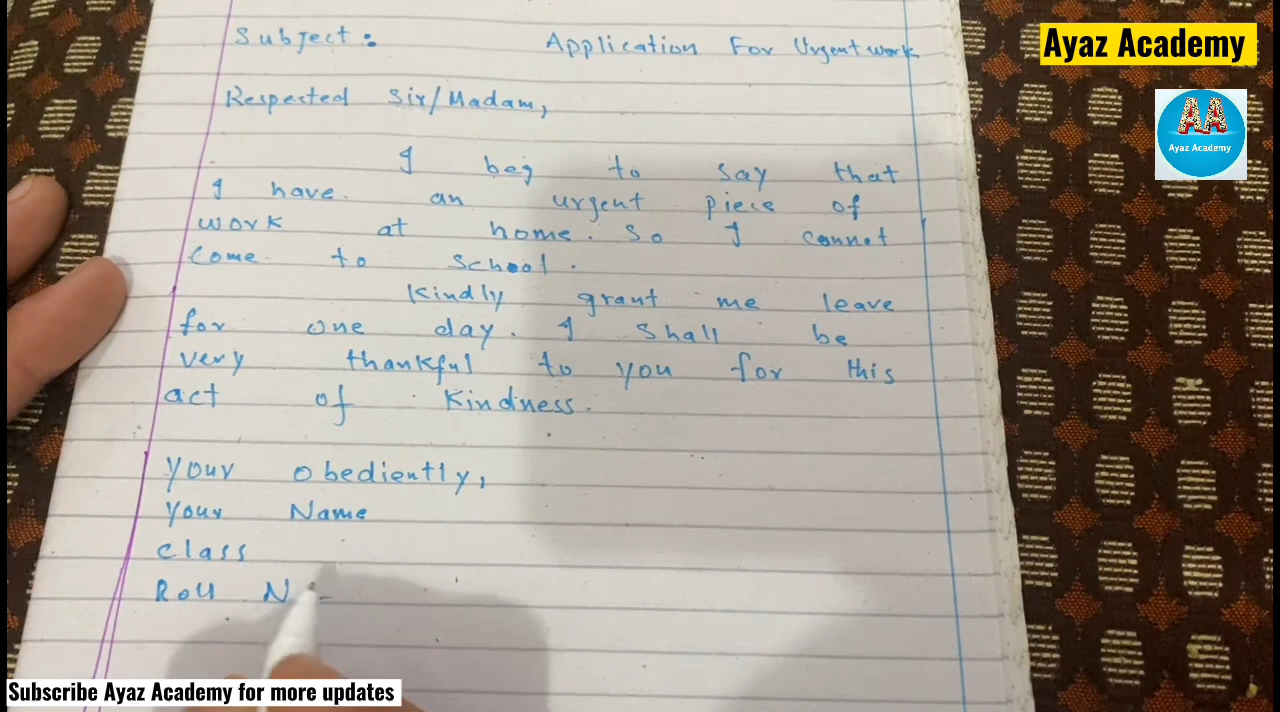 Subject: Application For Urgent work
Respected Sir/Madam,
I beg to say that
I have. an urgent piece of
work at home. So I cannot
come to school.
Kindly grant me leave
for one day. I shall be
very thankful to you for this
act of Kindness.
Your obediently,
Your Name
Class
Roll N
Ayaz Academy
AA
Ayaz Academy
Subscribe Ayaz Academy for more updates